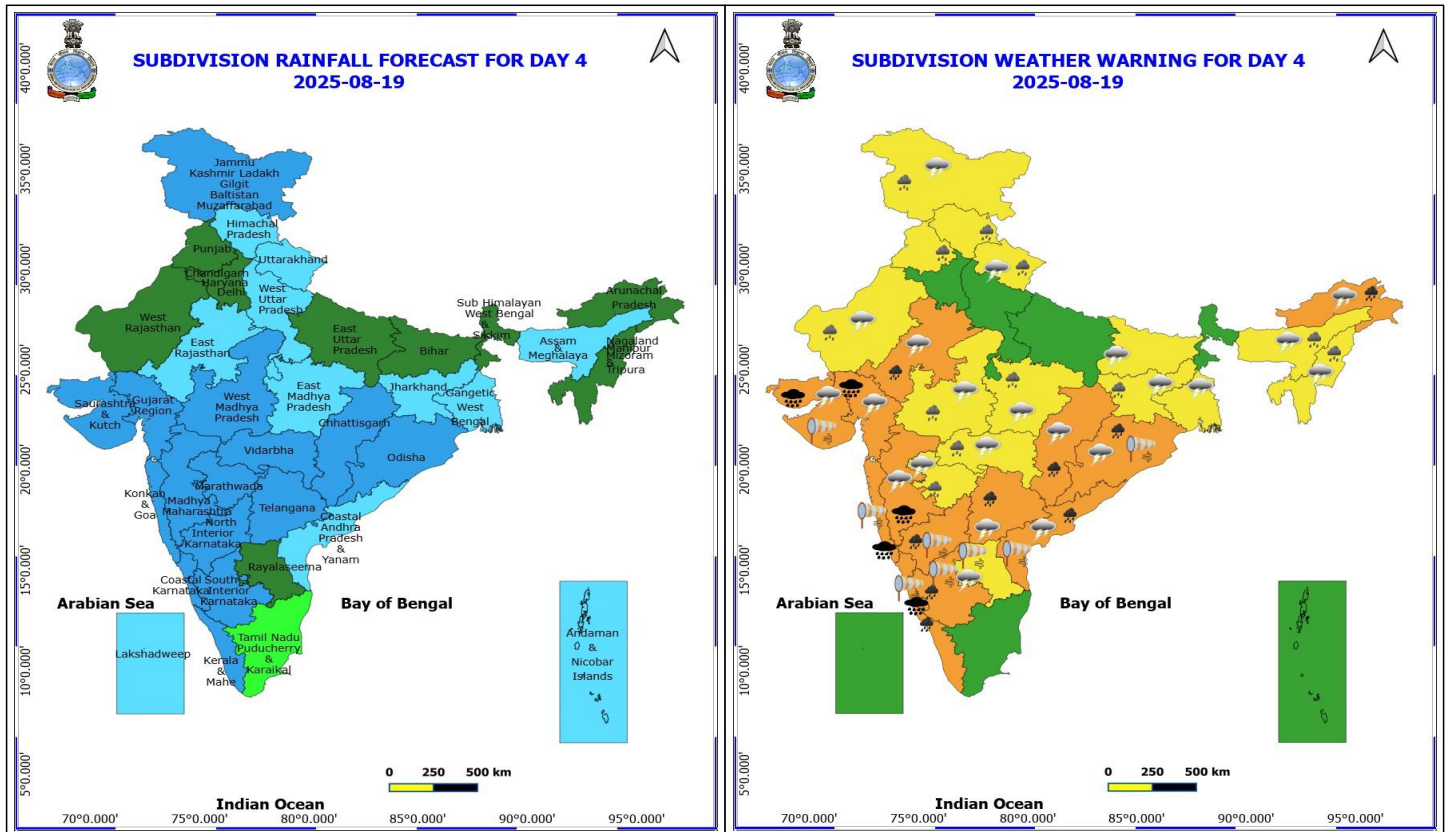 SUBDIVISION RAINFALL FORECAST FOR DAY 4
2025-08-19
40°0.000'
35°0.000'
30°0.000'
25°0.000'
20°0.000'
15°0.000'
10°0.000'
5°0.000'
Jammu
Kashmir Ladakh
Gilgit
Baltistan
Muzaffarabad
Himachal
Pradesh
Punjab
Uttarakhand
Chandigarh
Haryana
Delhi
West
Uttar
Pradesh
West
Rajasthan
East
Rajasthan
East
Uttar
Pradesh
Bihar
Sub Himalayan
West Bengal
&
Sikkim
Arunachal
Pradesh
Assam
&
Meghalaya
Nagaland
Manipur
Mizoram
&
Tripura
Saurashtra
&
Kutch
Gujarat
Region
West
Madhya
Pradesh
East
Madhya
Pradesh
Jharkhand
Gangetic
West
Bengal
Chhattisgarh
Vidarbha
Odisha
Konkan
&
Goa
Marathwada
Madhya
Maharashtra
North
Interior
Karnataka
Telangana
Coastal
Andhra
Pradesh
&
Yanam
Rayalaseema
Coastal
Karnataka
South
Interior
Karnataka
Arabian Sea
Bay of Bengal
Lakshadweep
Kerala
&
Mahe
Tamil Nadu
Puducherry
&
Karaikal
Andaman
&
Nicobar
Islands
0 250 500 km
Indian Ocean
70°0.000' 75°0.000' 80°0.000' 85°0.000' 90°0.000' 95°0.000'
SUBDIVISION WEATHER WARNING FOR DAY 4
2025-08-19
40°0.000'
35°0.000'
30°0.000'
25°0.000'
20°0.000'
15°0.000'
10°0.000'
5°0.000'
Arabian Sea
Bay of Bengal
0 250 500 km
Indian Ocean
70°0.000' 75°0.000' 80°0.000' 85°0.000' 90°0.000' 95°0.000'